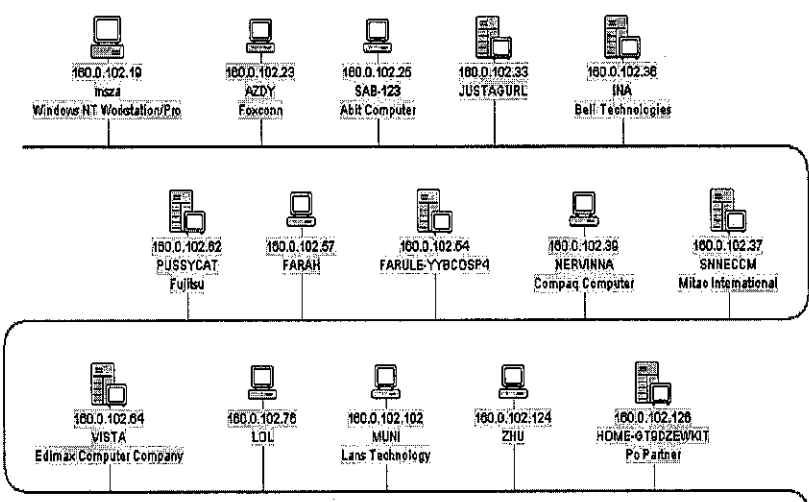 160.0.102.19
msza
Windows NT Workstation/Pro
160.0.102.23
AZDY
Foxconn
160.0.102.25
SAB-123
Abit Computer
160.0.102.33
JUSTAGURL
160.0.102.36
INA
Bell Technologies
160.0.102.62
PUSSYCAT
Fujitsu
160.0.102.57
FARAH
160.0.102.54
FARULE-YYBCOSP4
160.0.102.39
NERVINNA
Compaq Computer
160.0.102.37
SNNECCM
Mitac International
160.0.102.64
VISTA
Edimax Computer Company
160.0.102.76
LOL
160.0.102.102
MUNI
Lans Technology
160.0.102.124
ZHU
160.0.102.126
HOME-GT9DZEWKIT
Po Partner